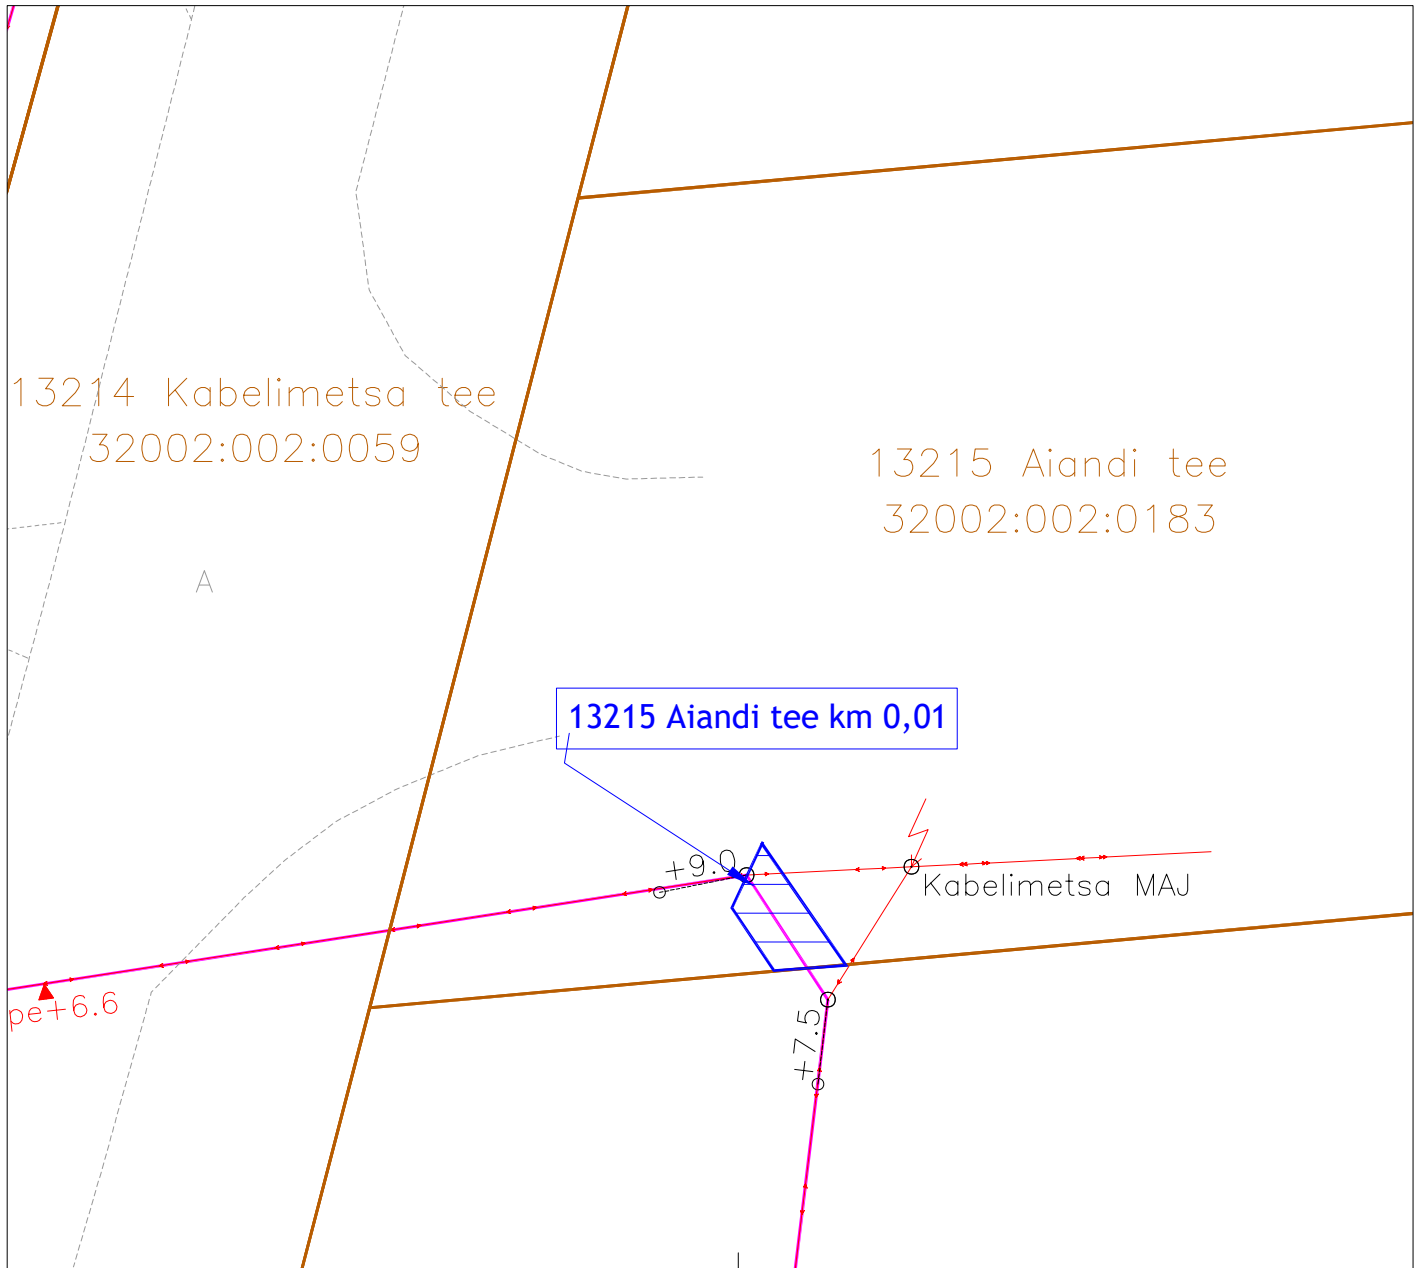 13214 Kabelimetsa tee
32002:002:0059
13215 Aiandi tee
32002:002:0183
A
13215 Aiandi tee km 0,01
+9.0
Kabelimetsa MAJ
pe+6.6
+7.5